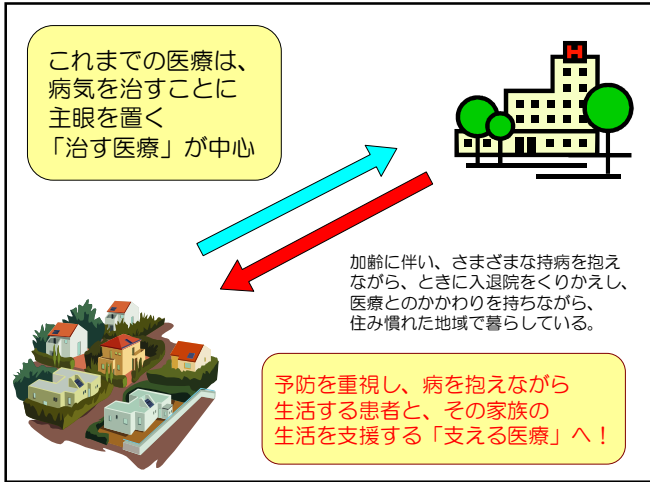 これまでの医療は、
病気を治すことに
主眼を置く
「治す医療」が中心
H
加齢に伴い、さまざまな持病を抱え
ながら、ときに入退院をくりかえし、
医療とのかかわりを持ちながら、
住み慣れた地域で暮らしている。
予防を重視し、病を抱えながら
生活する患者と、その家族の
生活を支援する「支える医療」へ！